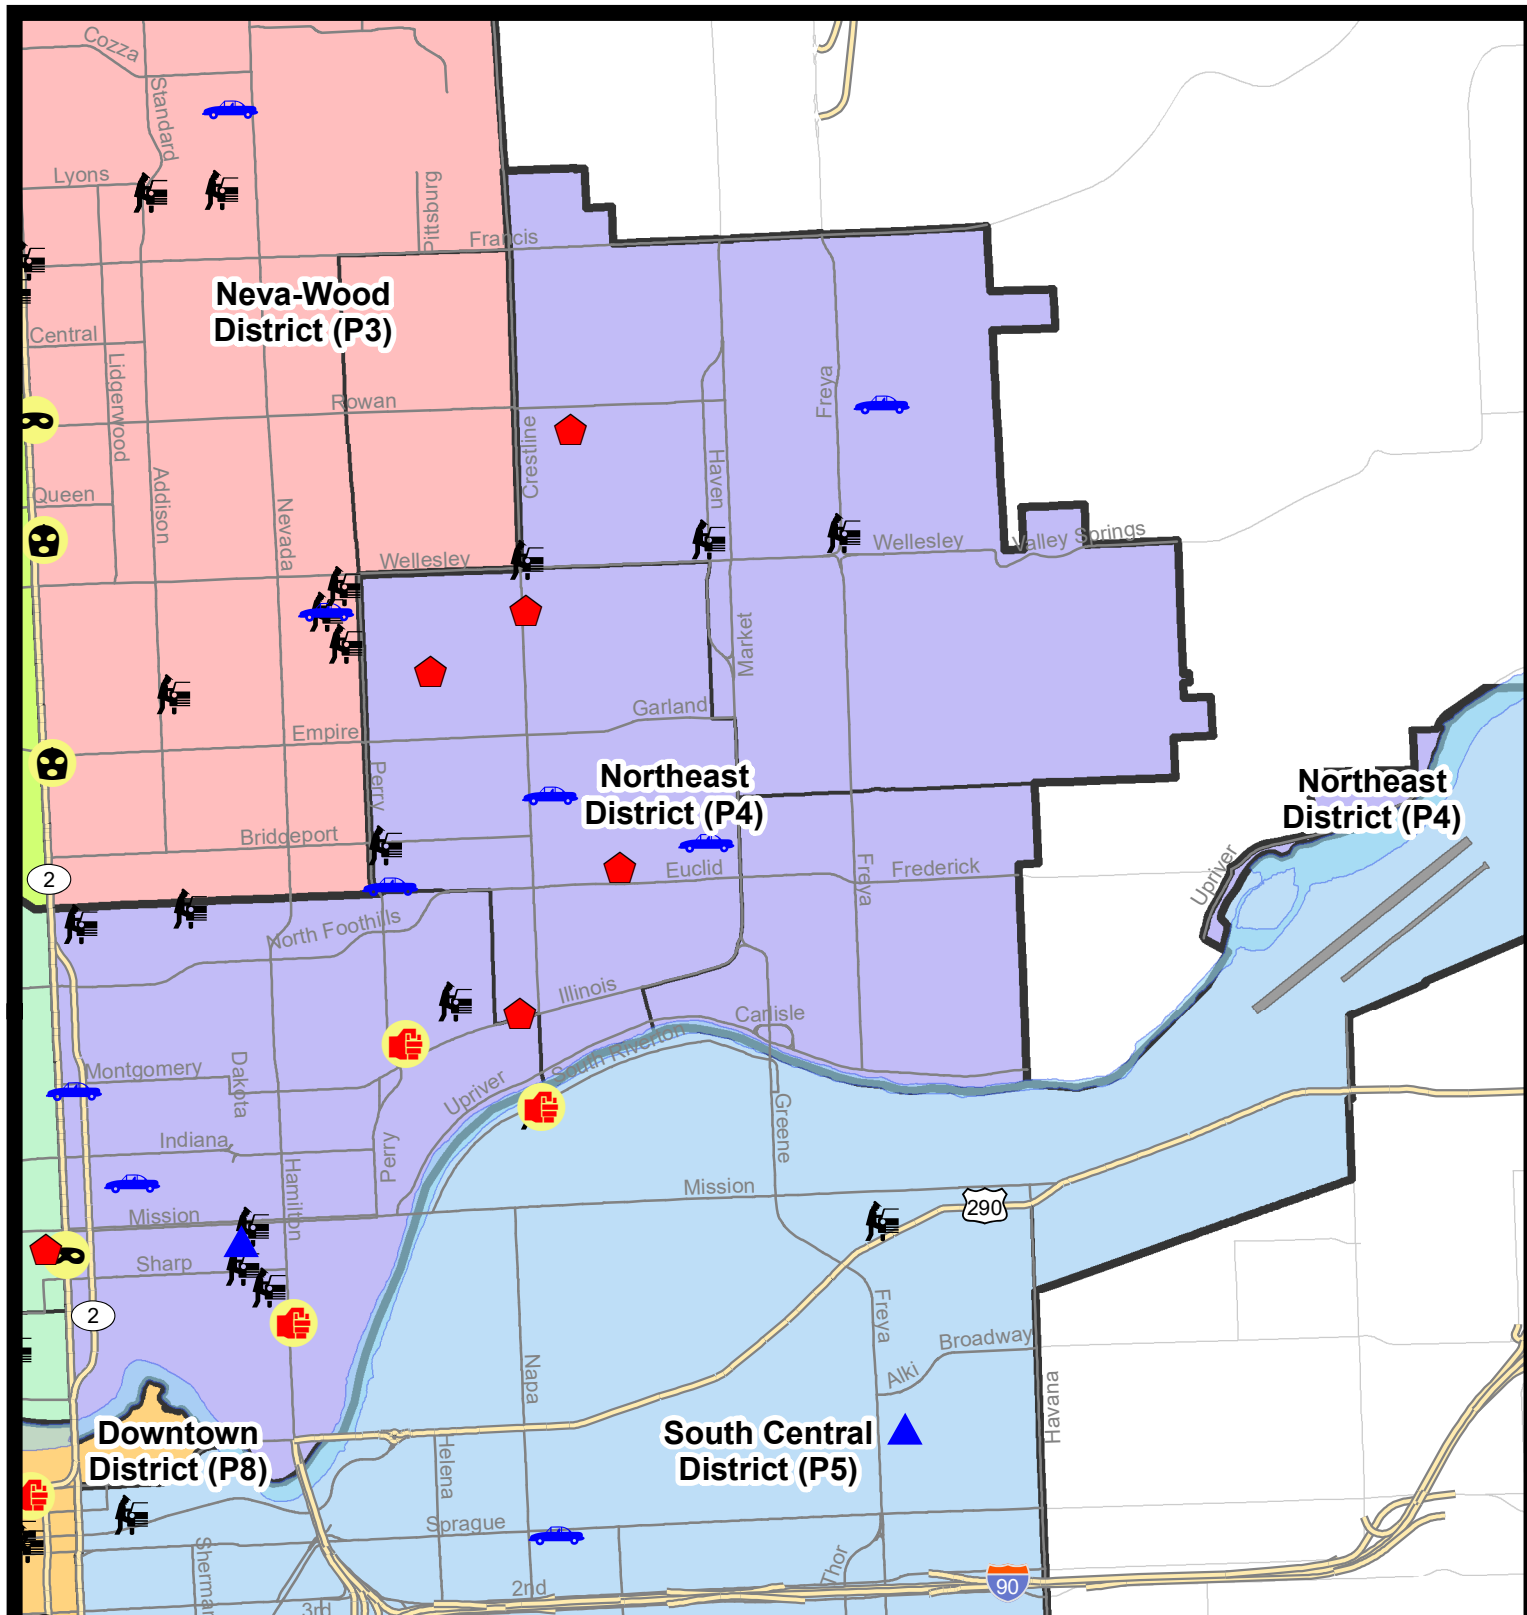 Cozza
Standard
Lyons
Pittsburg
Francis
Neva-Wood
District (P3)
Central
Lidgerwood
Rowan
Freya
Crestline
Haven
Addison
Queen
Nevada
Wellesley
Wellesley
Valley Springs
Market
Garland
Empire
Perry
Northeast
District (P4)
Northeast
District (P4)
Bridgeport
Euclid
Frederick
Freya
Upriver
2
North Foothills
Illinois
Carlisle
South Riverton
Montgomery
Dakota
Upriver
Greene
Indiana
Perry
Hamilton
Mission
290
Mission
Sharp
2
Freya
Broadway
Alki
Napa
Havana
Downtown
District (P8)
South Central
District (P5)
Helena
Sprague
Sherman
Thor
2nd
90
3rd